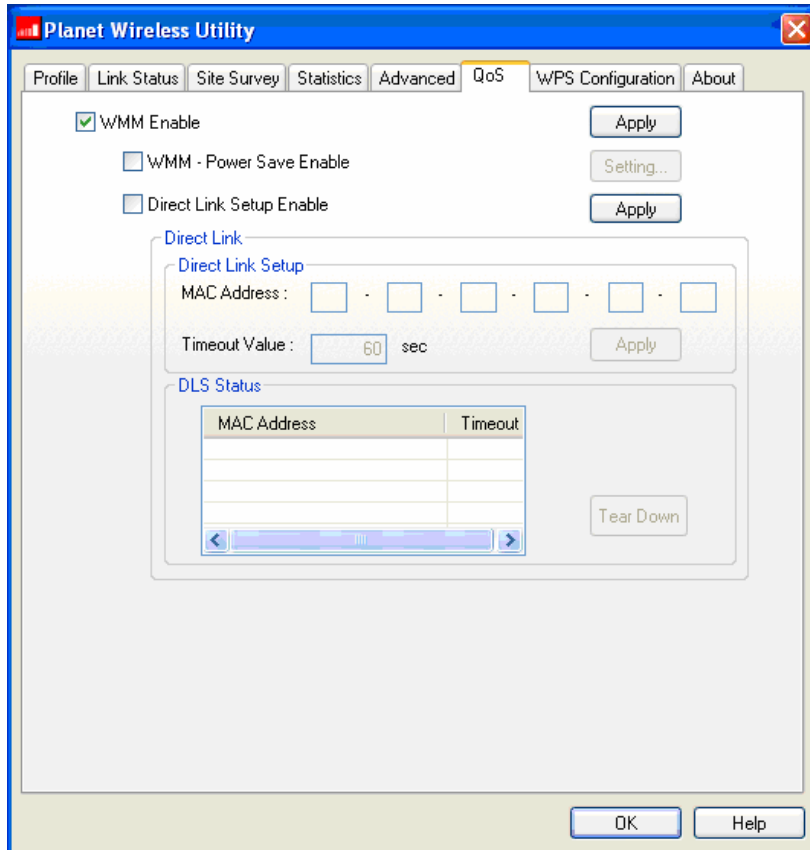 Planet Wireless Utility
Profile Link Status Site Survey Statistics Advanced QoS WPS Configuration About
WMM Enable Apply
WMM - Power Save Enable Setting...
Direct Link Setup Enable Apply
Direct Link
Direct Link Setup
MAC Address : - - - - -
Timeout Value : 60 sec Apply
DLS Status
MAC Address Timeout
Tear Down
OK Help